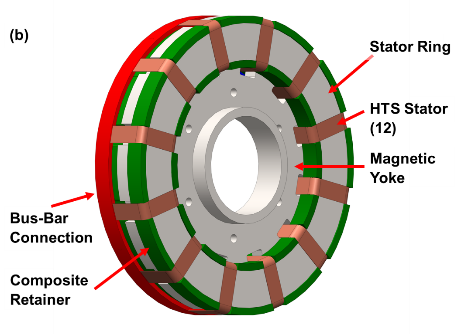 (b)
Stator Ring
HTS Stator
(12)
Magnetic
Yoke
Bus-Bar
Connection
Composite
Retainer